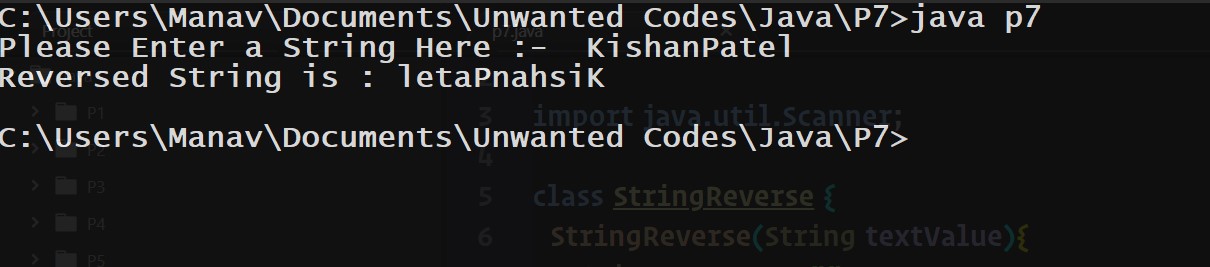 C:\Users\Manav\Documents\Unwanted Codes\Java\P7>java p7
Project
p7.java
Please Enter a String Here :-  KishanPatel
Reversed String is : letaPnahsiK
P1
3 import java.util.Scanner;
C:\Users\Manav\Documents\Unwanted Codes\Java\P7>
P2
4
P3
5 class StringReverse {
P4
6 StringReverse(String textValue){
P5